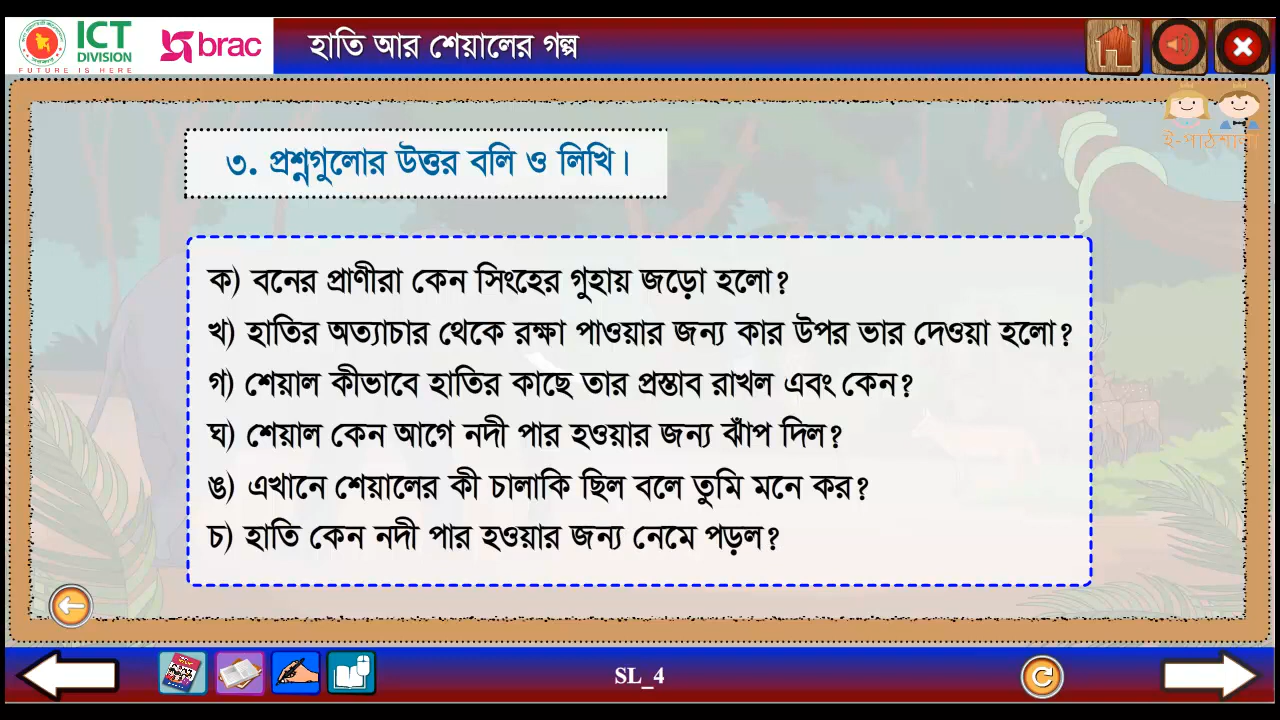 ICT
DIVISION
FUTURE IS HERE
brac
হাতি আর শেয়ালের গল্প
ই-পাঠশালা
৩. প্রশ্নগুলোর উত্তর বলি ও লিখি।
ক) বনের প্রাণীরা কেন সিংহের গুহায় জড়ো হলো?
খ) হাতির অত্যাচার থেকে রক্ষা পাওয়ার জন্য কার উপর ভার দেওয়া হলো?
গ) শেয়াল কীভাবে হাতির কাছে তার প্রস্তাব রাখল এবং কেন?
ঘ) শেয়াল কেন আগে নদী পার হওয়ার জন্য ঝাঁপ দিল?
ঙ) এখানে শেয়ালের কী চালাকি ছিল বলে তুমি মনে কর?
চ) হাতি কেন নদী পার হওয়ার জন্য নেমে পড়ল?
SL_4